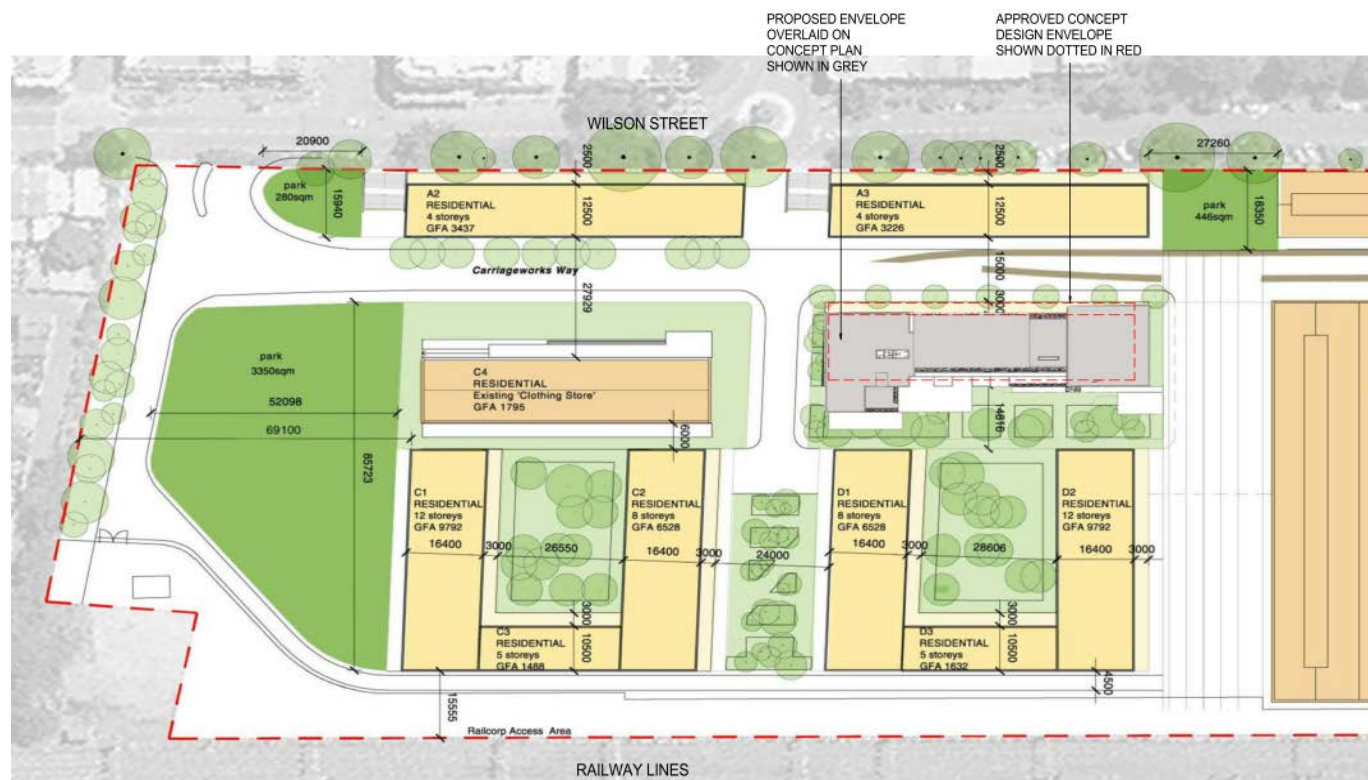 PROPOSED ENVELOPE
OVERLAID ON
CONCEPT PLAN
SHOWN IN GREY
APPROVED CONCEPT
DESIGN ENVELOPE
SHOWN DOTTED IN RED
WILSON STREET
20900
27260
2500
2500
park
280sqm
15940
A2
RESIDENTIAL
4 storeys
GFA 3437
12500
A3
RESIDENTIAL
4 storeys
GFA 3226
12500
park
446sqm
18350
Carriageworks Way
27929
15000
3000
park
3350sqm
52098
69100
85723
C4
RESIDENTIAL
Existing 'Clothing Store'
GFA 1795
6000
14816
C1
RESIDENTIAL
12 storeys
GFA 9792
C2
RESIDENTIAL
8 storeys
GFA 6528
D1
RESIDENTIAL
8 storeys
GFA 6528
D2
RESIDENTIAL
12 storeys
GFA 9792
16400
3000
26550
16400
3000
24000
16400
3000
28606
16400
3000
3000
3000
C3
RESIDENTIAL
5 storeys
GFA 1488
10500
D3
RESIDENTIAL
5 storeys
GFA 1632
10500
4500
15555
Railcorp Access Area
RAILWAY LINES